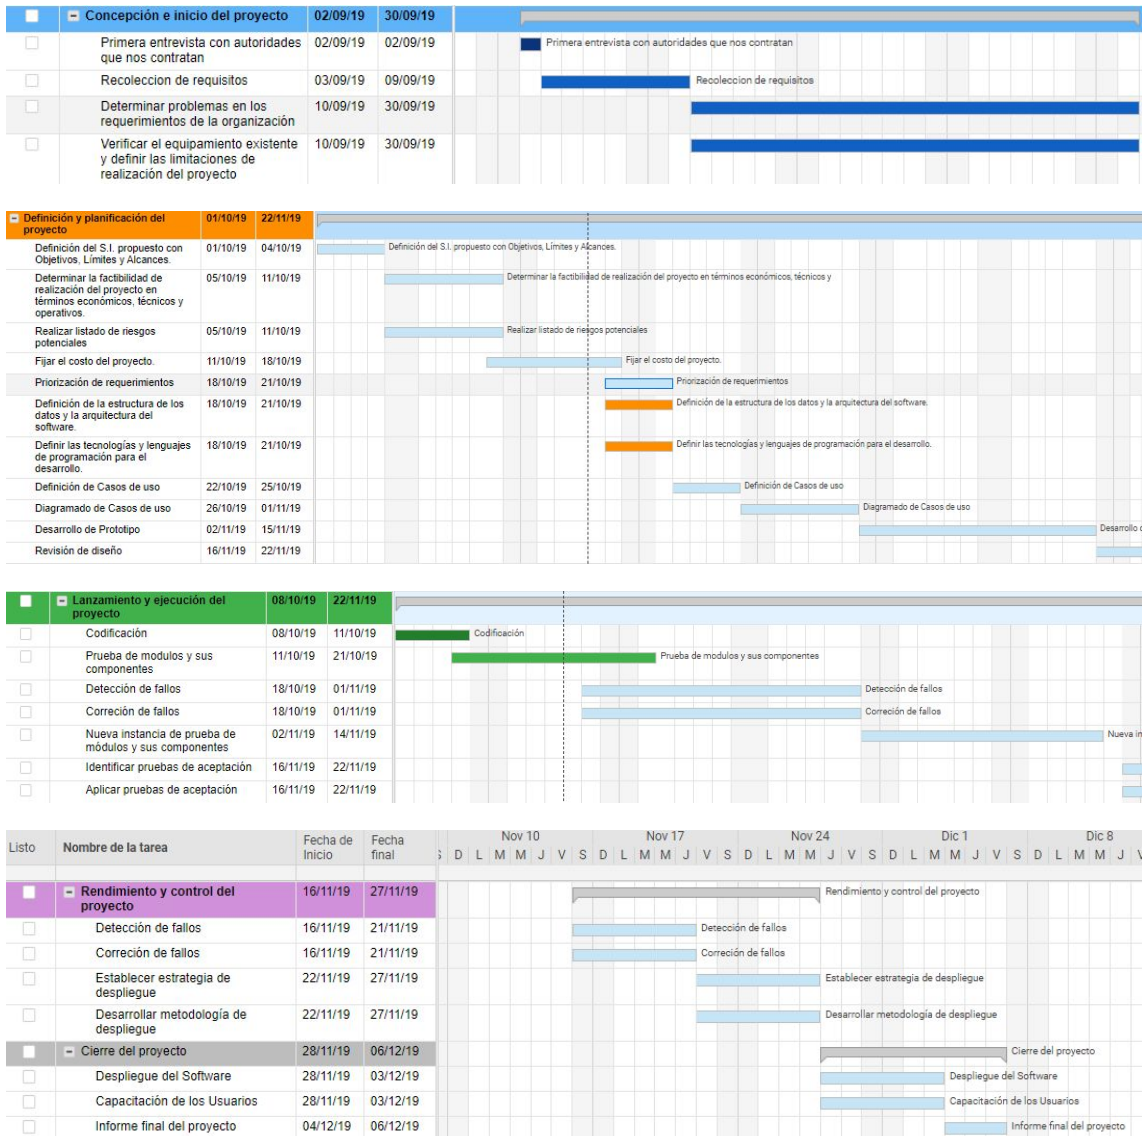 Concepción e inicio del proyecto 02/09/19 30/09/19
Primera entrevista con autoridades 02/09/19 02/09/19 Primera entrevista con autoridades que nos contratan
que nos contratan
Recoleccion de requisitos 03/09/19 09/09/19 Recoleccion de requisitos
Determinar problemas en los 10/09/19 30/09/19
requerimientos de la organización
Verificar el equipamiento existente 10/09/19 30/09/19
y definir las limitaciones de
realización del proyecto
Definición y planificación del 01/10/19 22/11/19
proyecto
Definición del S.I. propuesto con 01/10/19 04/10/19 Definición del S.I. propuesto con Objetivos, Límites y Alcances.
Objetivos, Límites y Alcances.
Determinar la factibilidad de 05/10/19 11/10/19 Determinar la factibilidad de realización del proyecto en términos económicos, técnicos y
realización del proyecto en
términos económicos, técnicos y
operativos.
Realizar listado de riesgos 05/10/19 11/10/19 Realizar listado de riesgos potenciales
potenciales
Fijar el costo del proyecto. 11/10/19 18/10/19 Fijar el costo del proyecto.
Priorización de requerimientos 18/10/19 21/10/19 Priorización de requerimientos
Definición de la estructura de los 18/10/19 21/10/19 Definición de la estructura de los datos y la arquitectura del software.
datos y la arquitectura del
software.
Definir las tecnologías y lenguajes 18/10/19 21/10/19 Definir las tecnologías y lenguajes de programación para el desarrollo.
de programación para el
desarrollo.
Definición de Casos de uso 22/10/19 25/10/19 Definición de Casos de uso
Diagramado de Casos de uso 26/10/19 01/11/19 Diagramado de Casos de uso
Desarrollo de Prototipo 02/11/19 15/11/19 Desarrollo
Revisión de diseño 16/11/19 22/11/19
Lanzamiento y ejecución del 08/10/19 22/11/19
proyecto
Codificación 08/10/19 11/10/19 Codificación
Prueba de modulos y sus 11/10/19 21/10/19 Prueba de modulos y sus componentes
componentes
Detección de fallos 18/10/19 01/11/19 Detección de fallos
Correción de fallos 18/10/19 01/11/19 Correción de fallos
Nueva instancia de prueba de 02/11/19 14/11/19 Nueva in
módulos y sus componentes
Identificar pruebas de aceptación 16/11/19 22/11/19
Aplicar pruebas de aceptación 16/11/19 22/11/19
Listo Nombre de la tarea Fecha de Inicio Fecha final Nov 10 Nov 17 Nov 24 Dic 1 Dic 8
S D L M M J V S D L M M J V S D L M M J V S D L M M J V S D L M M J V
Rendimiento y control del 16/11/19 27/11/19 Rendimiento y control del proyecto
proyecto
Detección de fallos 16/11/19 21/11/19 Detección de fallos
Correción de fallos 16/11/19 21/11/19 Correción de fallos
Establecer estrategia de 22/11/19 27/11/19 Establecer estrategia de despliegue
despliegue
Desarrollar metodología de 22/11/19 27/11/19 Desarrollar metodología de despliegue
despliegue
Cierre del proyecto 28/11/19 06/12/19 Cierre del proyecto
Despliegue del Software 28/11/19 03/12/19 Despliegue del Software
Capacitación de los Usuarios 28/11/19 03/12/19 Capacitación de los Usuarios
Informe final del proyecto 04/12/19 06/12/19 Informe final del proyecto